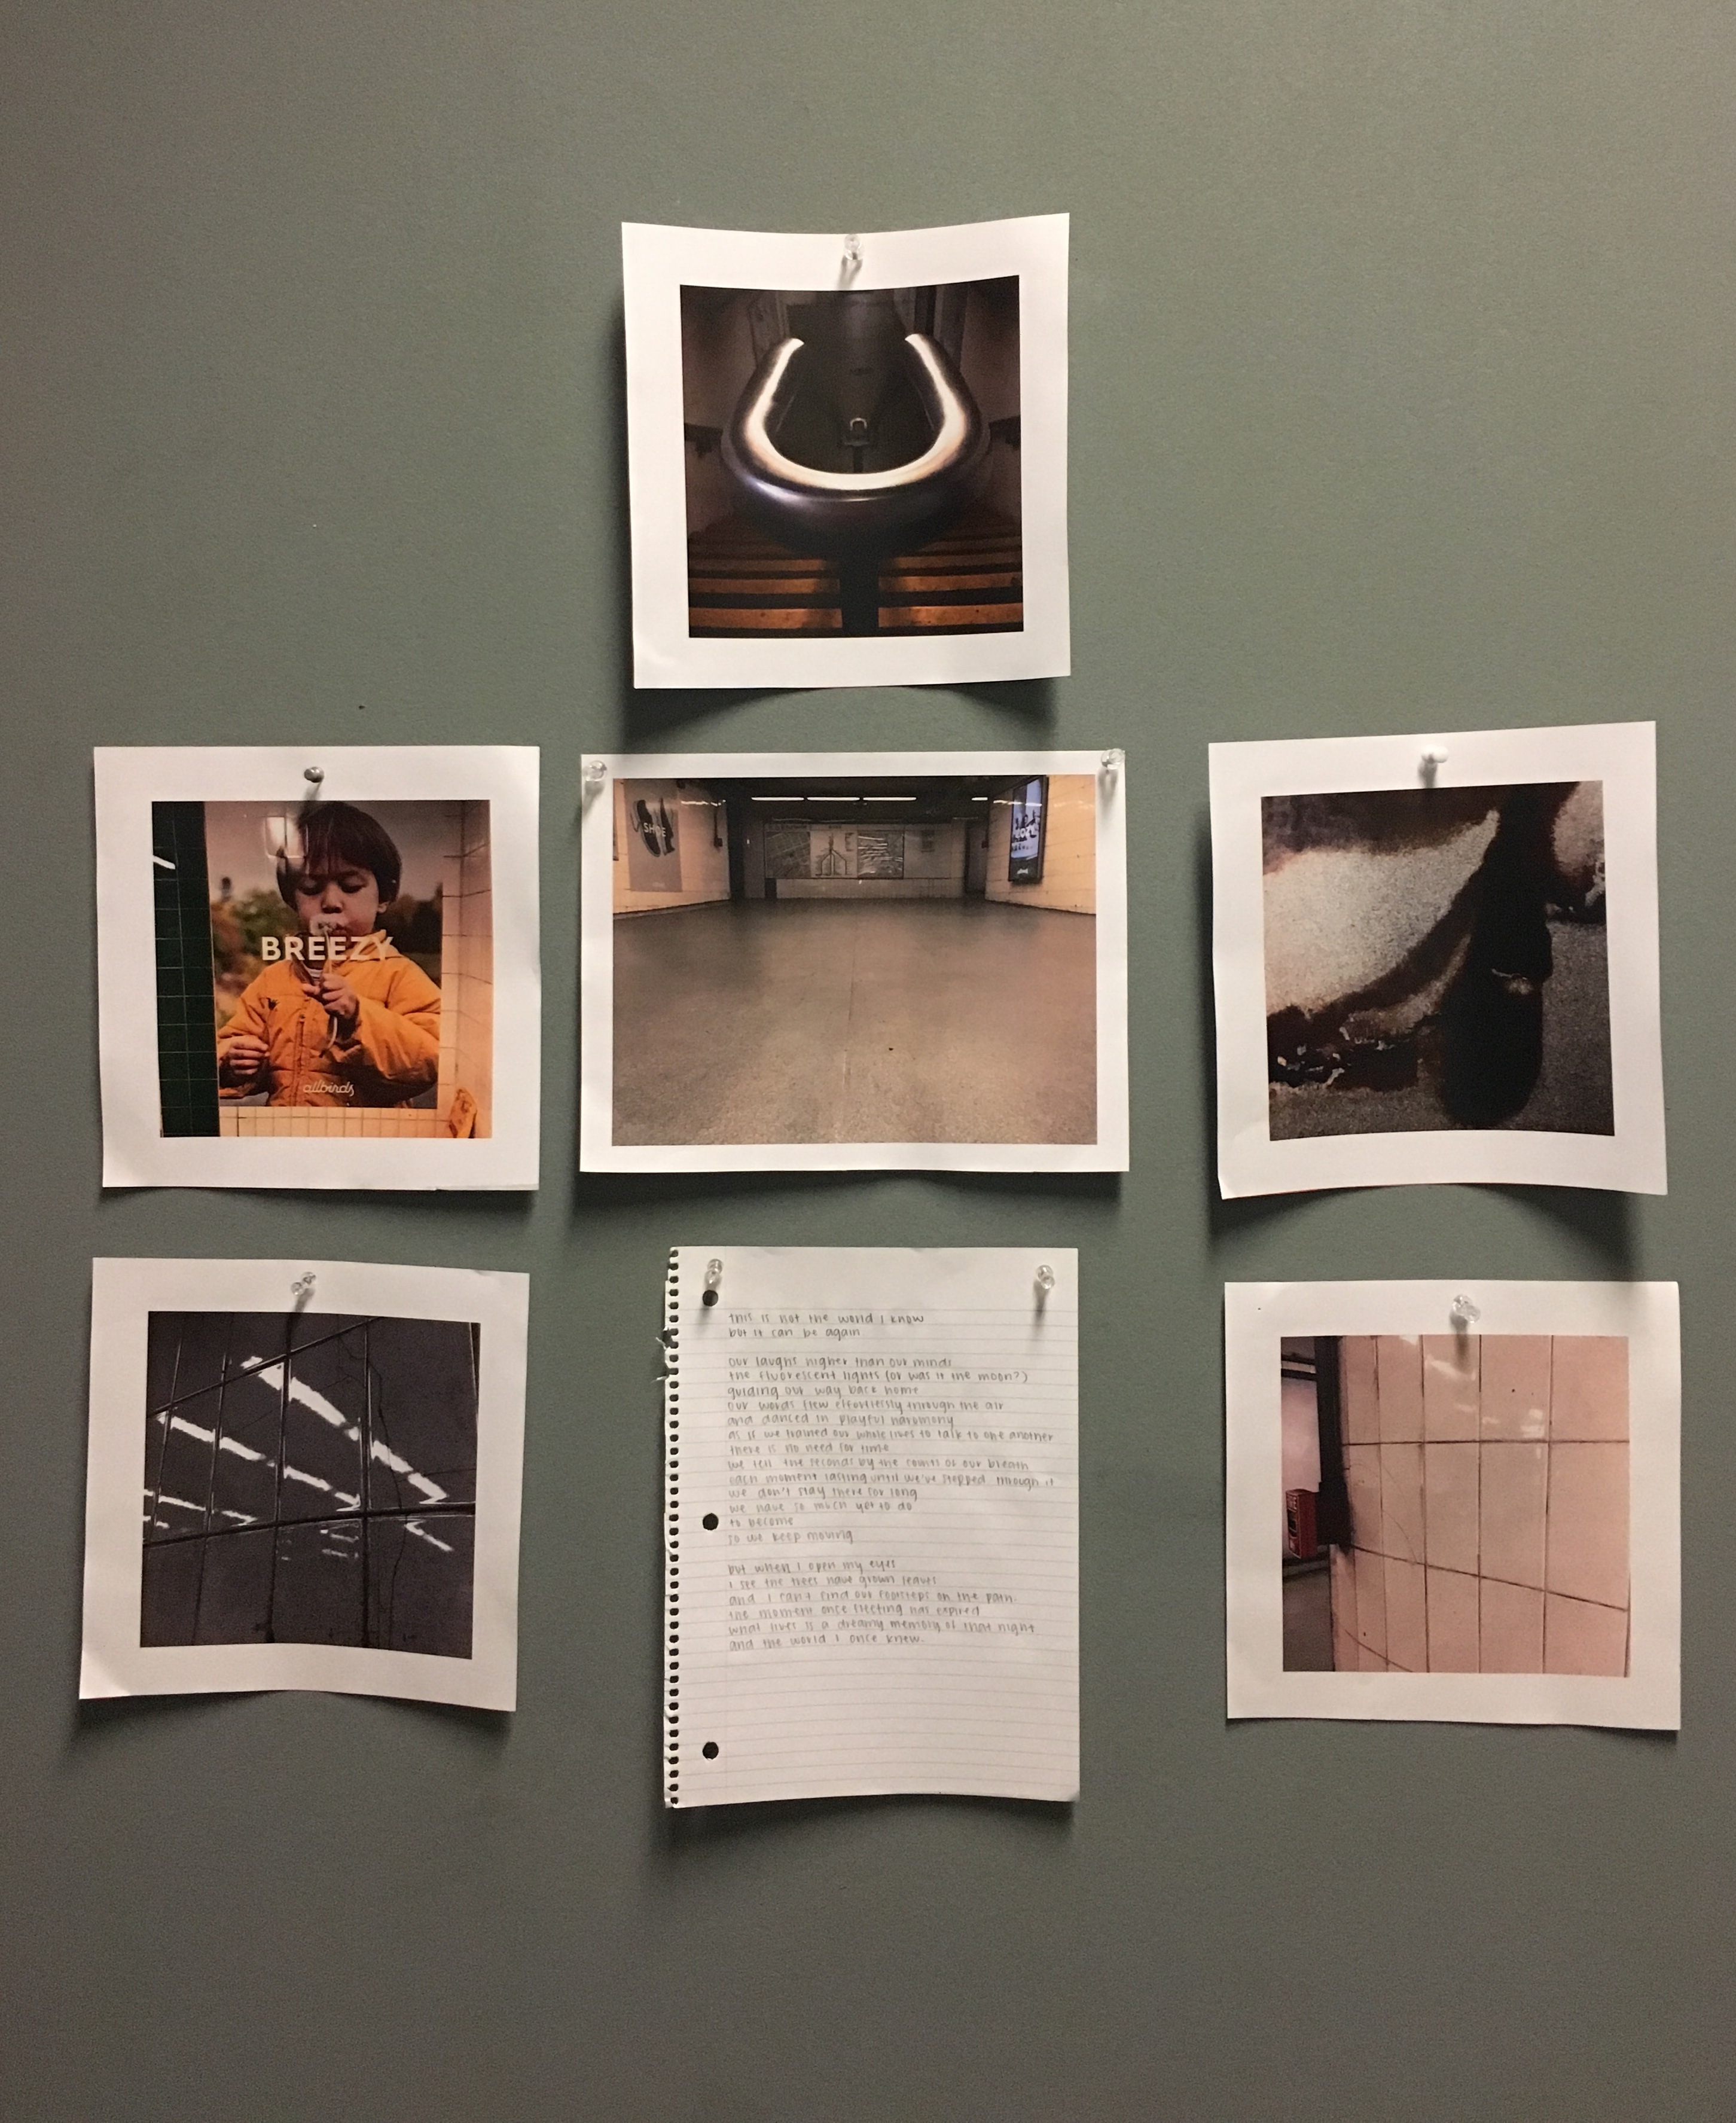 BREEZY
allbirds
SHOE
this is not the world I know
but it can be again
our laughs higher than our minds
the fluorescent lights (or was it the moon?)
guiding our way back home
our words flew effortlessly through the air
and danced in playful harmony
as if we trained our whole lives to talk to one another
there is no need for time
we tell the seconds by the counts of our breath
each moment lasting until we've stopped through it
we don't stay there for long
we have so much yet to do
to become
so we keep moving
but when I open my eyes
I see the trees have grown leaves
and I can't find our footsteps on the path.
the moment once fleeting has expired
what lives is a dreamy memory of that night
and the world I once knew.